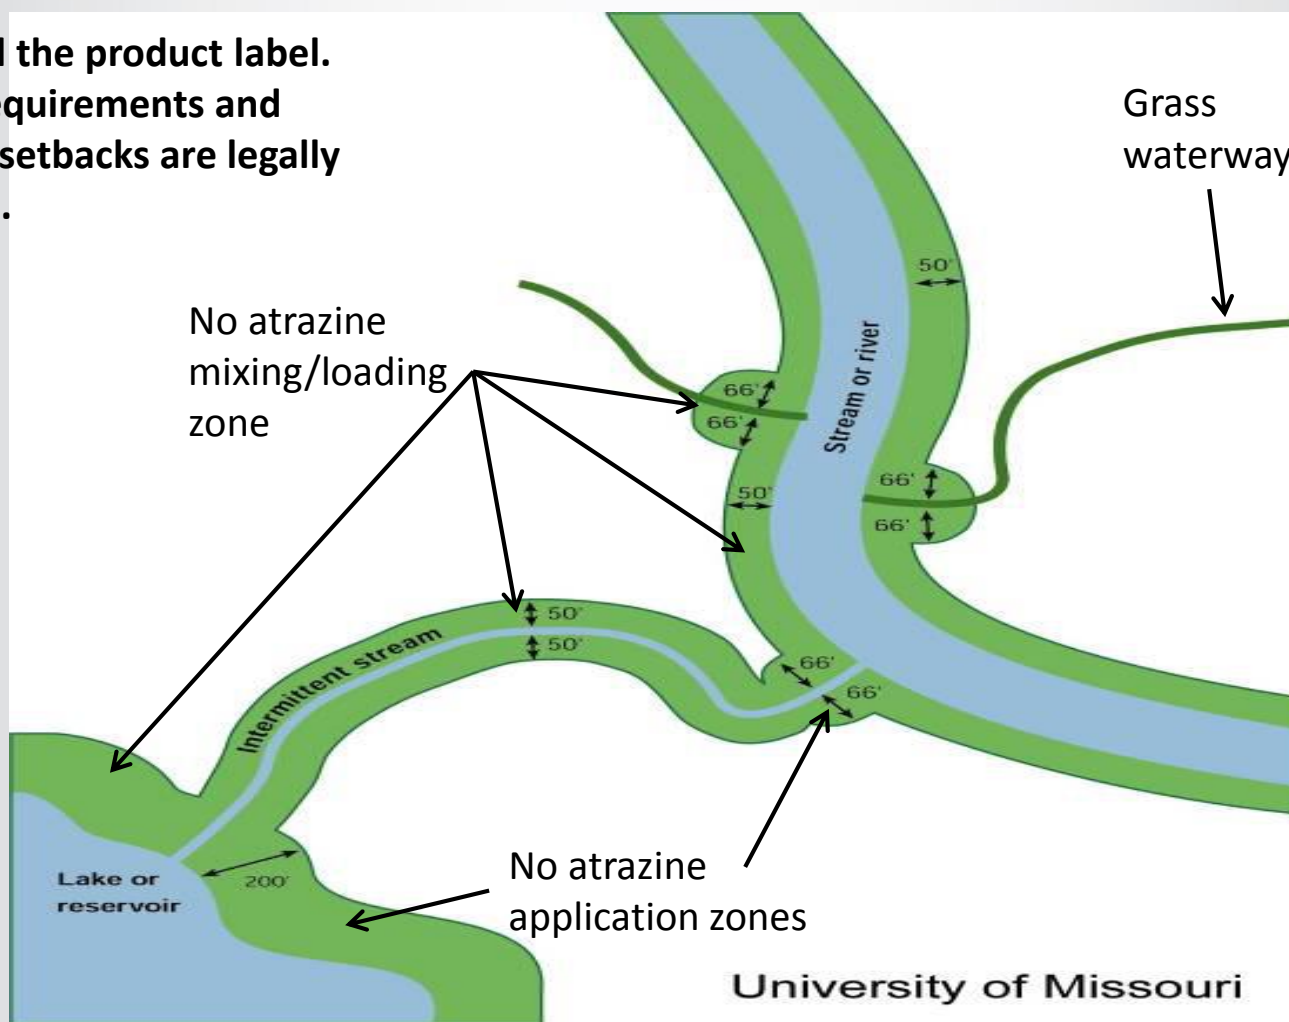 the product label.
equirements and
setbacks are legally
.
Grass
waterway
50'
No atrazine
mixing/loading
zone
Stream or river
66'
66'
66'
50'
66'
50'
50'
Intermittent stream
66'
66'
Lake or
reservoir
200'
No atrazine
application zones
University of Missouri